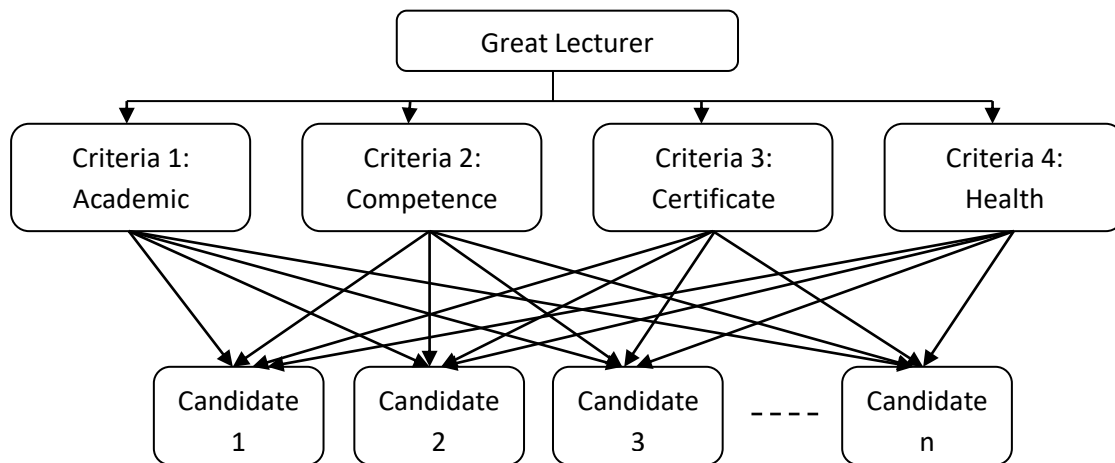 Great Lecturer
Criteria 1:
Academic
Criteria 2:
Competence
Criteria 3:
Certificate
Criteria 4:
Health
Candidate
1
Candidate
2
Candidate
3
Candidate
n